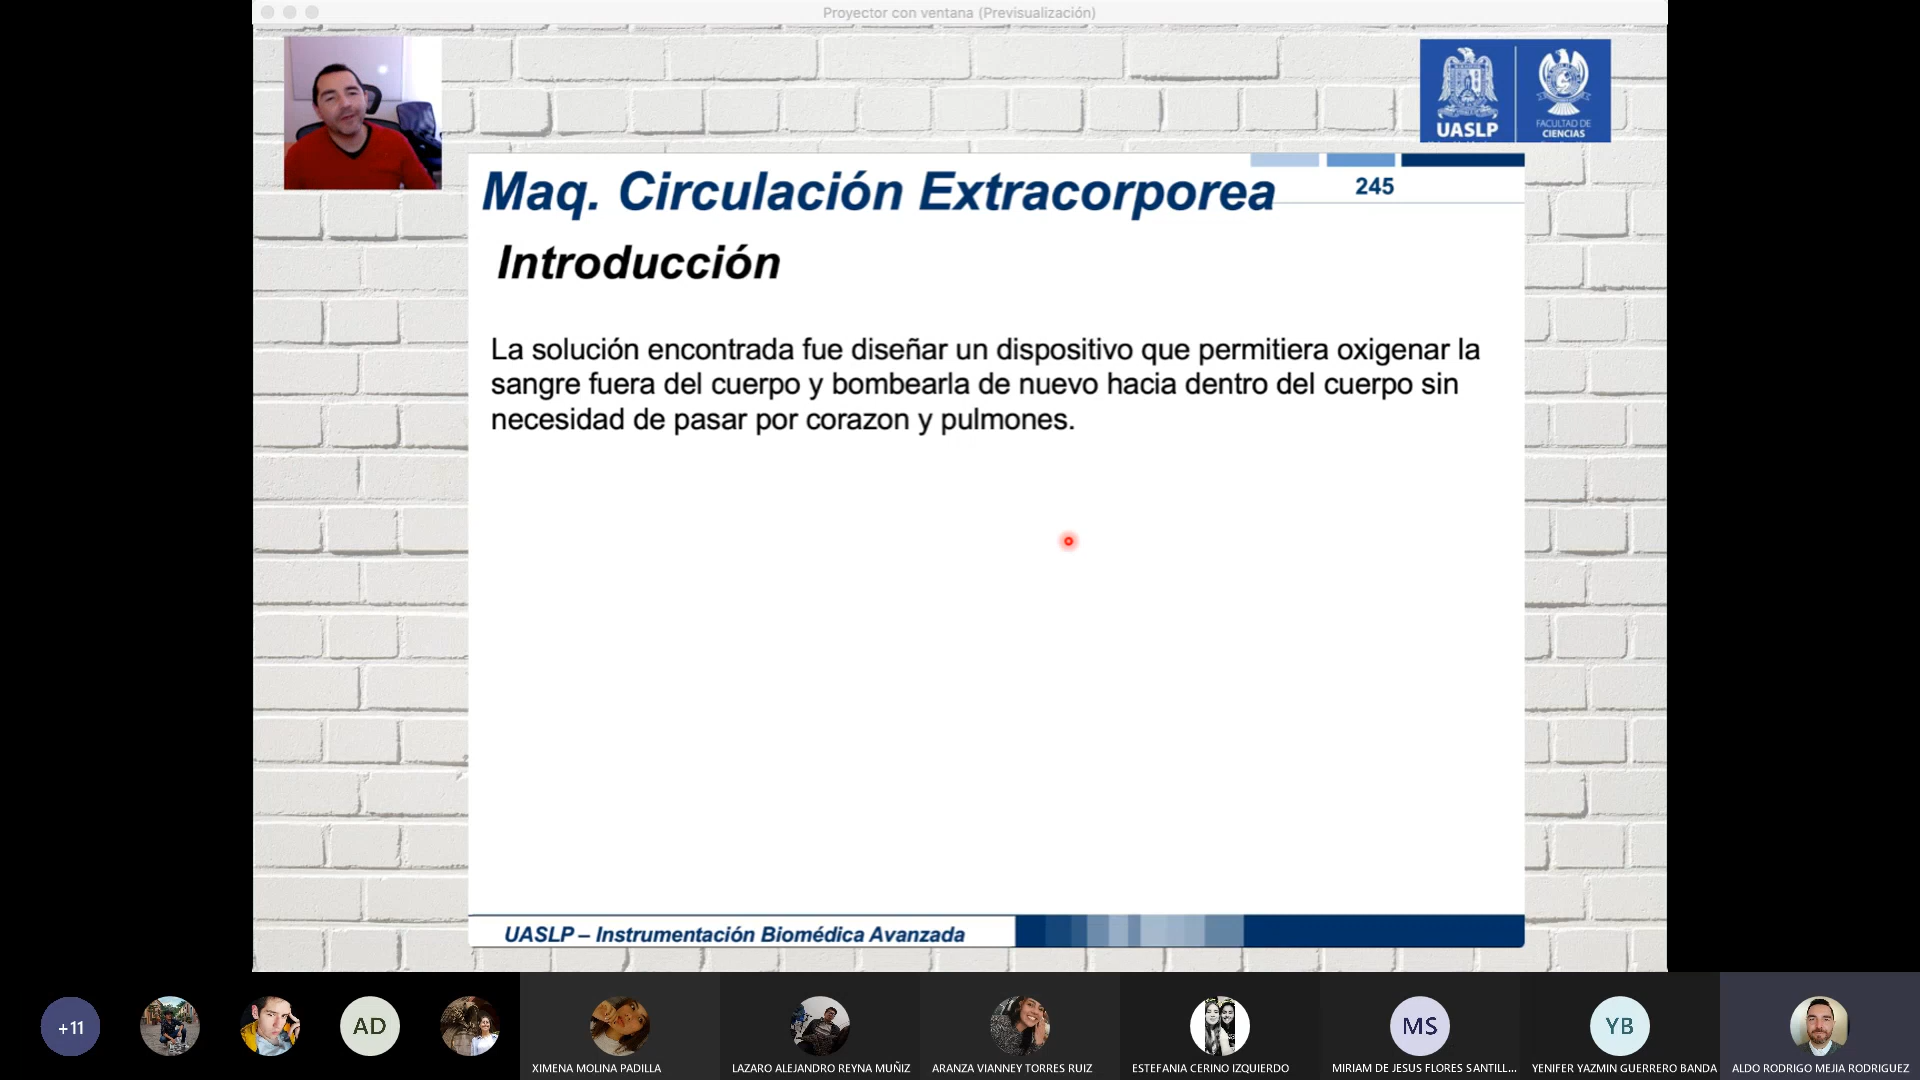 Proyector con ventana (Previsualización)
UASLP
FACULTAD DE
CIENCIAS
Maq. Circulación Extracorporea
245
Introducción
La solución encontrada fue diseñar un dispositivo que permitiera oxigenar la
sangre fuera del cuerpo y bombearla de nuevo hacia dentro del cuerpo sin
necesidad de pasar por corazon y pulmones.
UASLP – Instrumentación Biomédica Avanzada
+11
AD
MS
YB
XIMENA MOLINA PADILLA
LAZARO ALEJANDRO REYNA MUÑIZ
ARANZA VIANNEY TORRES RUIZ
ESTEFANIA CERINO IZQUIERDO
MIRIAM DE JESUS FLORES SANTILL...
YENIFER YAZMIN GUERRERO BANDA
ALDO RODRIGO MEJIA RODRIGUEZ